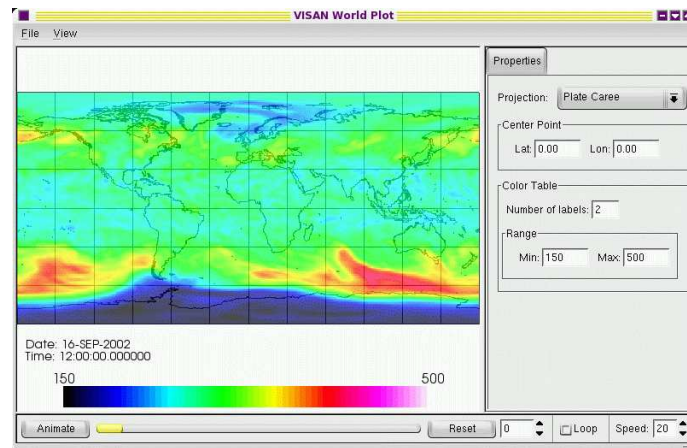 VISAN World Plot
File View
Properties
Projection: Plate Caree
Center Point
Lat: 0.00 Lon: 0.00
Color Table
Number of labels: 2
Range
Min: 150 Max: 500
Date: 16-SEP-2002
Time: 12:00:00.000000
150 500
Animate Reset 0 Loop Speed: 20